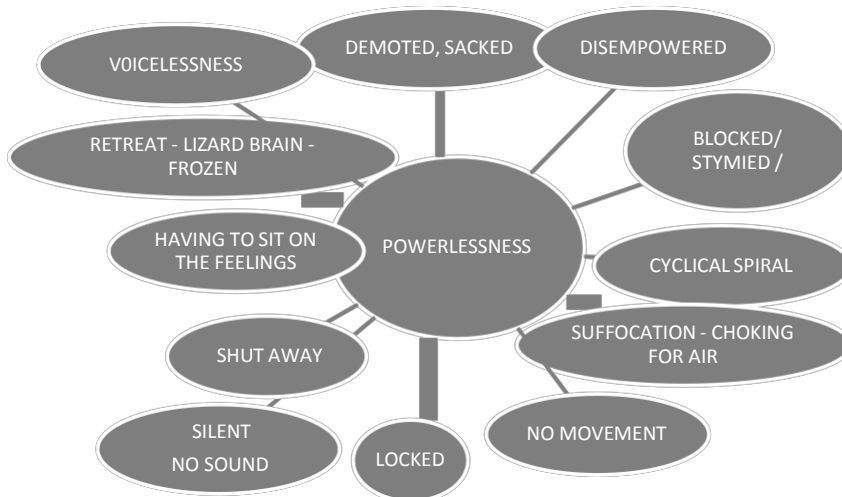 DEMOTED, SACKED
DISEMPOWERED
V0ICELESSNESS
BLOCKED/
STYMIED /
RETREAT - LIZARD BRAIN -
FROZEN
POWERLESSNESS
HAVING TO SIT ON
THE FEELINGS
CYCLICAL SPIRAL
SUFFOCATION - CHOKING
FOR AIR
SHUT AWAY
SILENT
NO SOUND
LOCKED
NO MOVEMENT